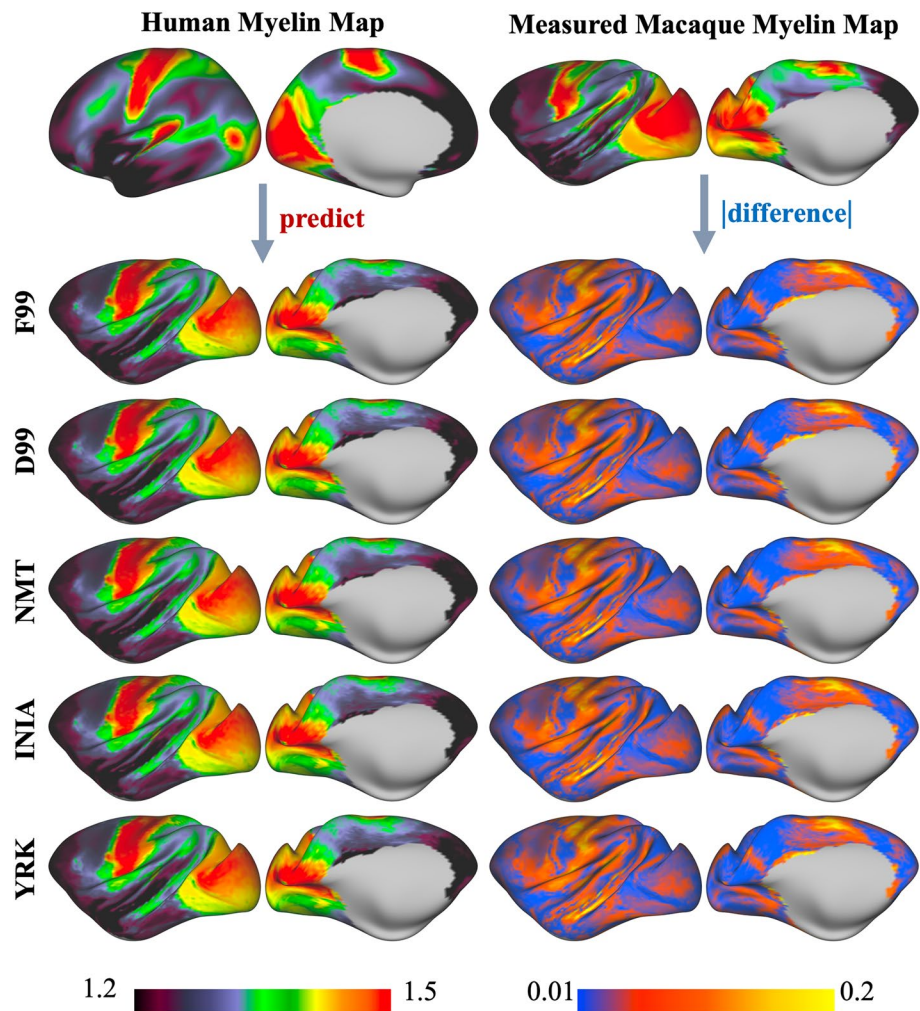 Human Myelin Map
Measured Macaque Myelin Map
predict
|difference|
F99
D99
NMT
INIA
YRK
1.2
1.5
0.01
0.2